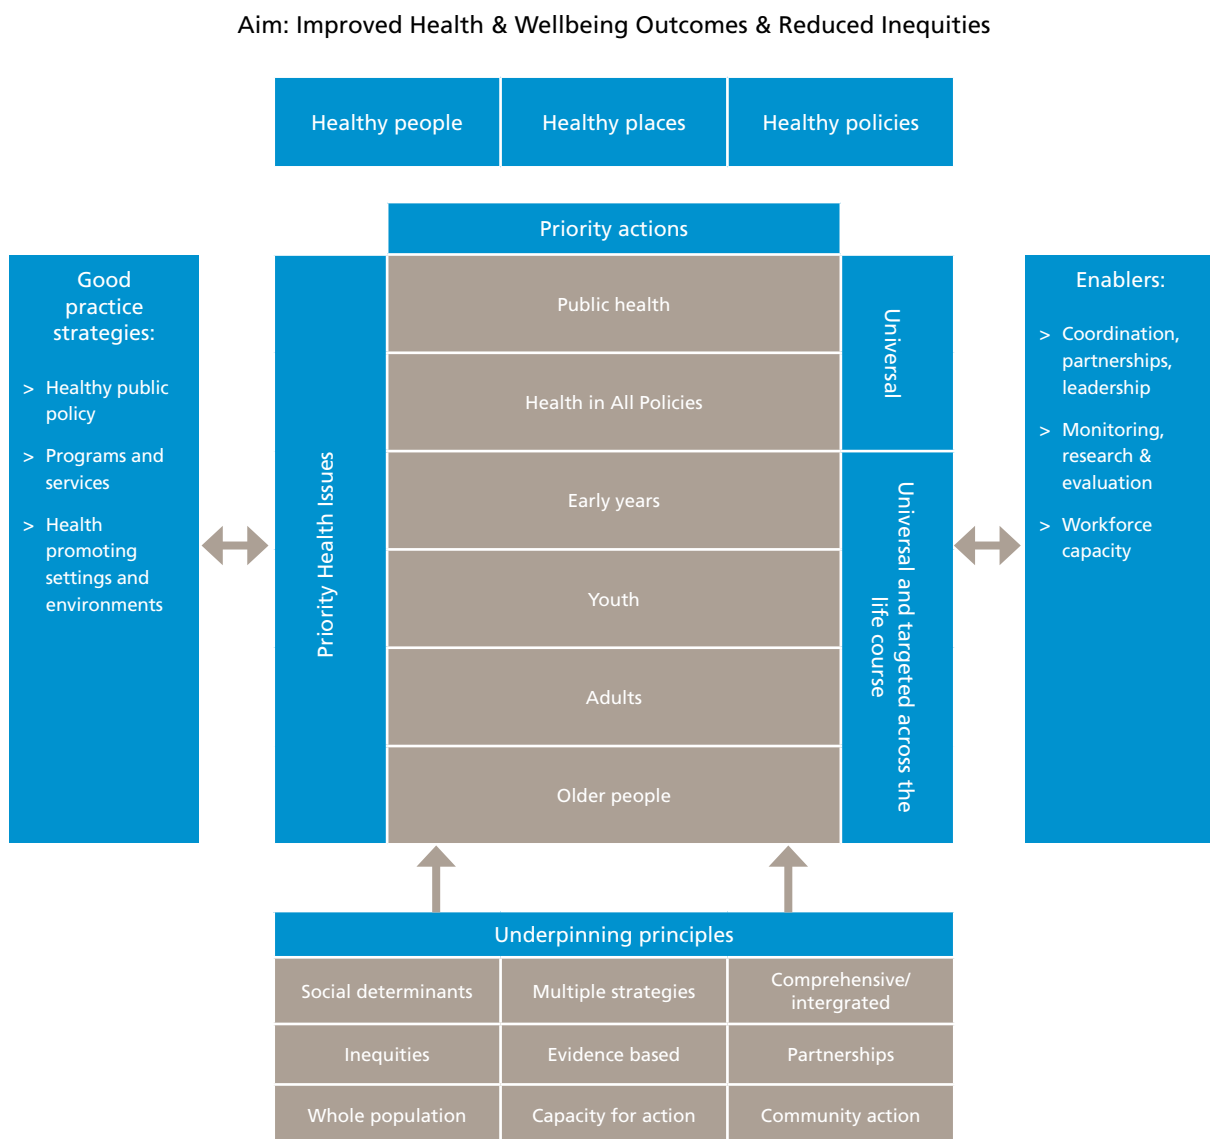 Aim: Improved Health & Wellbeing Outcomes & Reduced Inequities
Healthy people
Healthy places
Healthy policies
Priority actions
Good
practice
strategies:
> Healthy public
policy
> Programs and
services
> Health
promoting
settings and
environments
Priority Health Issues
Public health
Health in All Policies
Early years
Youth
Adults
Older people
Universal
Universal and targeted across the
life course
Enablers:
> Coordination,
partnerships,
leadership
> Monitoring,
research &
evaluation
> Workforce
capacity
Underpinning principles
Social determinants
Multiple strategies
Comprehensive/
intergrated
Inequities
Evidence based
Partnerships
Whole population
Capacity for action
Community action